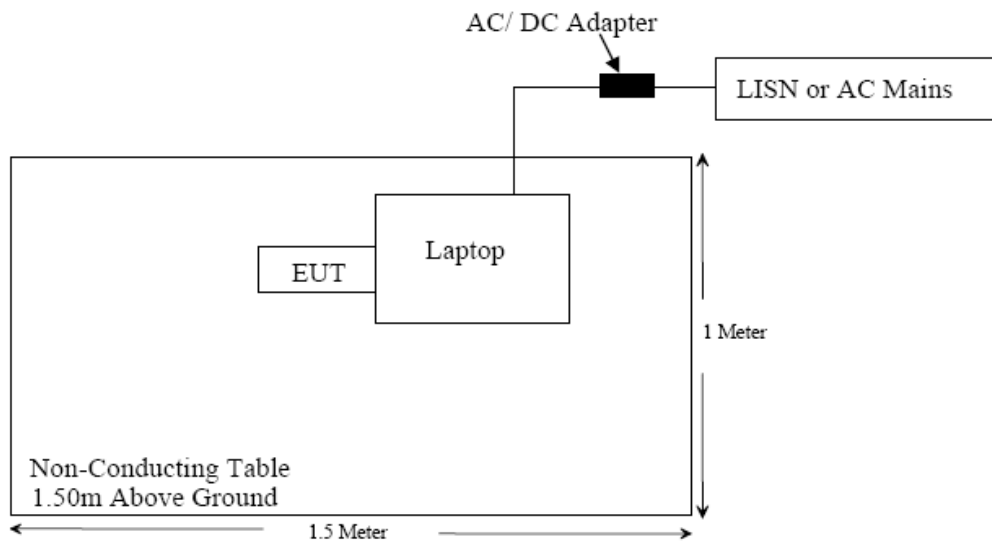 AC/ DC Adapter
LISN or AC Mains
Laptop
EUT
1 Meter
Non-Conducting Table
1.50m Above Ground
1.5 Meter